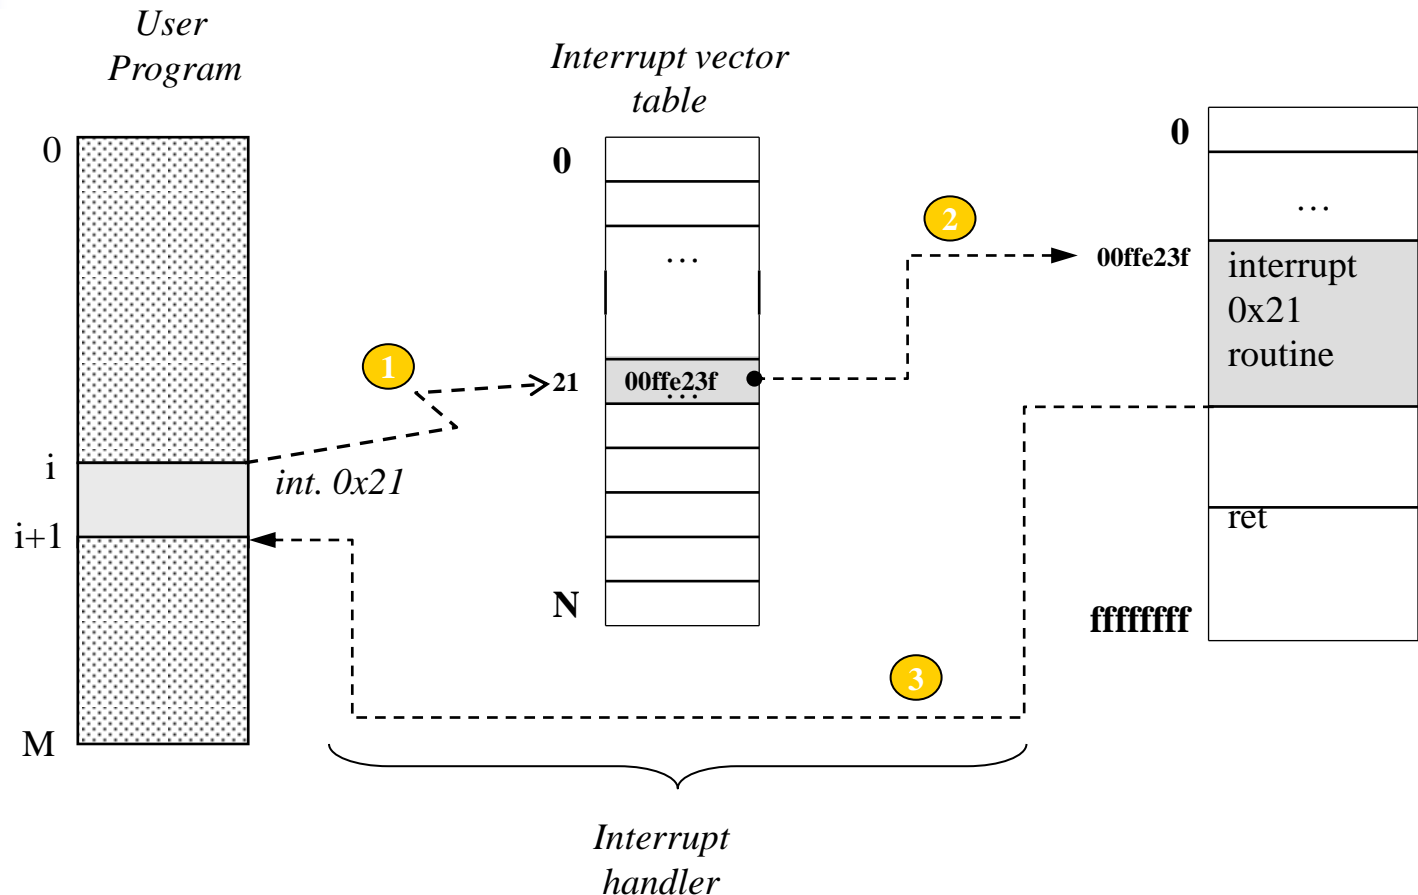 User
Program
Interrupt vector
table
0
0
0
…
…
1
2
00ffe23f
interrupt
0x21
routine
21
00ffe23f
…
i
int. 0x21
i+1
ret
N
ffffffff
3
M
Interrupt
handler